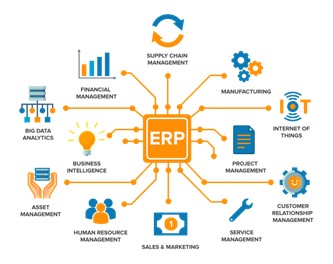 SUPPLY CHAIN
MANAGEMENT
FINANCIAL
MANAGEMENT
MANUFACTURING
BIG DATA
ANALYTICS
ERP
IoT
INTERNET OF
THINGS
BUSINESS
INTELLIGENCE
PROJECT
MANAGEMENT
ASSET
MANAGEMENT
HUMAN RESOURCE
MANAGEMENT
SALES & MARKETING
SERVICE
MANAGEMENT
CUSTOMER
RELATIONSHIP
MANAGEMENT